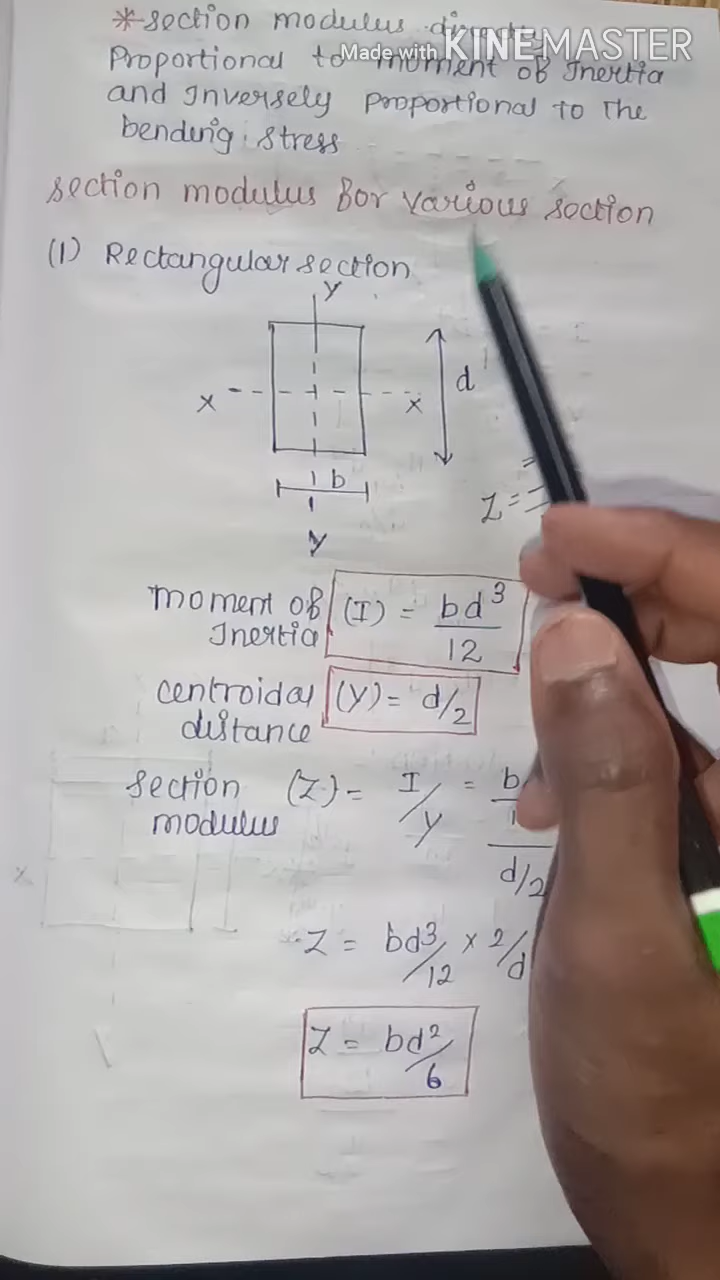 *section modulus directly
Made with KINEMASTER
Proportional to moment of Inertia
and Inversely proportional to The
bending stress
section modulus for various section
(1) Rectangular section
y
x
x
d
b
y
Z =
moment of (I) = bd³/12
Inertia
centroidal (Y) = d/2
distance
section (Z) = I/y = b
modulus
d/2
Z = bd³/12 × 2/d
Z = bd²/6